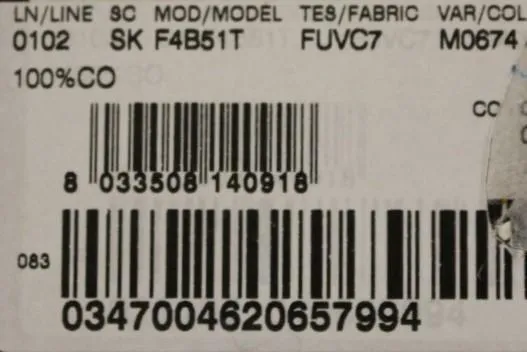 LN/LINE SC MOD/MODEL TES/FABRIC VAR/COL
0102 SK F4B51T FUVC7 M0674
100%CO
CO
8 033508 140918
083
0347004620657994